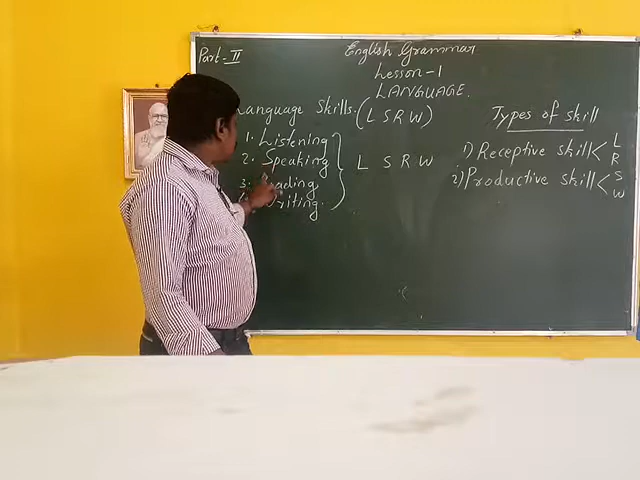 Part-II
English Grammar
Lesson-1
LANGUAGE.
Language Skills. (L S R W)
1. Listening
2. Speaking
3. Reading
Writing.
L S R W
Types of skill
1) Receptive skill < L R
2) Productive skill < S W